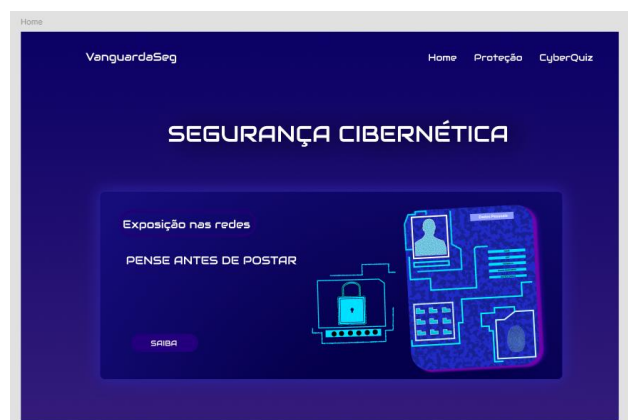 Home
VanguardaSeg
Home Proteção CyberQuiz
SEGURANÇA CIBERNÉTICA
Exposição nas redes
PENSE ANTES DE POSTAR
SAIBA